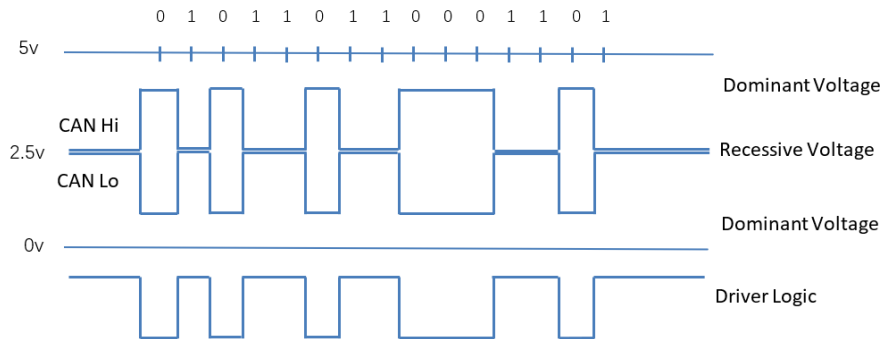 0 1 0 1 1 0 1 1 0 0 0 1 1 0 1
5v
Dominant Voltage
CAN Hi
2.5v
Recessive Voltage
CAN Lo
Dominant Voltage
0v
Driver Logic